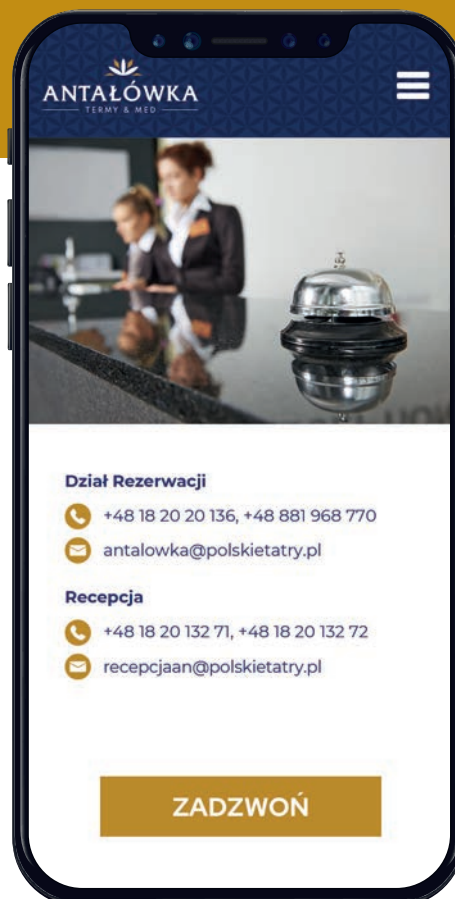 ANTAŁÓWKA
TERMY & MED
Dział Rezerwacji
+48 18 20 20 136, +48 881 968 770
antalowka@polskietatry.pl
Recepcja
+48 18 20 132 71, +48 18 20 132 72
recepcjaan@polskietatry.pl
ZADZWOŃ